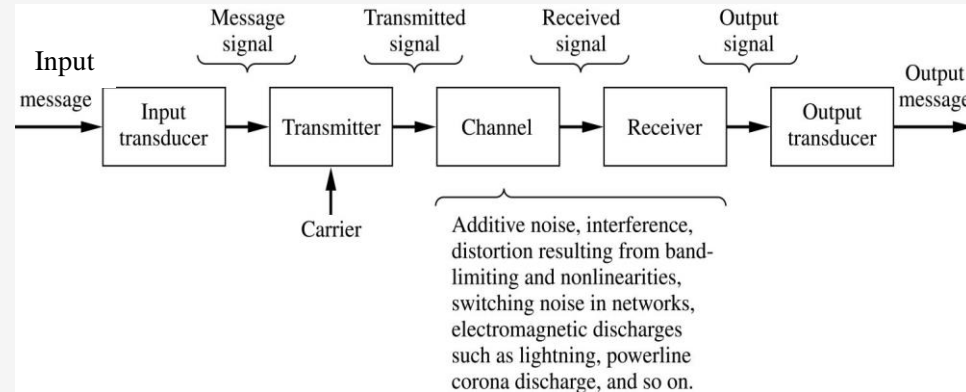 Message
signal
Transmitted
signal
Received
signal
Output
signal
Input
message
Output
message
Input
transducer
Transmitter
Channel
Receiver
Output
transducer
Carrier
Additive noise, interference,
distortion resulting from band-
limiting and nonlinearities,
switching noise in networks,
electromagnetic discharges
such as lightning, powerline
corona discharge, and so on.